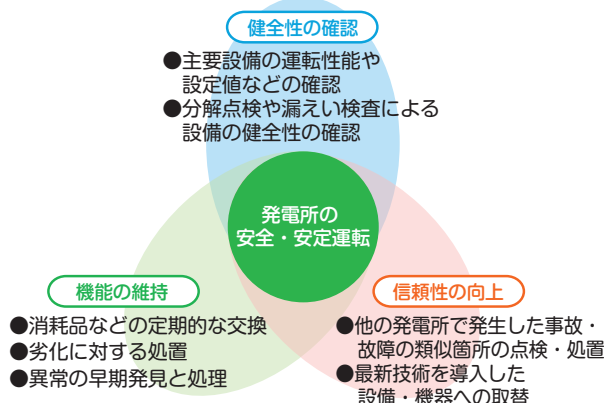 健全性の確認
●主要設備の運転性能や
設定値などの確認
●分解点検や漏えい検査による
設備の健全性の確認
発電所の
安全・安定運転
機能の維持
●消耗品などの定期的な交換
●劣化に対する処置
●異常の早期発見と処理
信頼性の向上
●他の発電所で発生した事故・
故障の類似箇所の点検・処置
●最新技術を導入した
設備・機器への取替